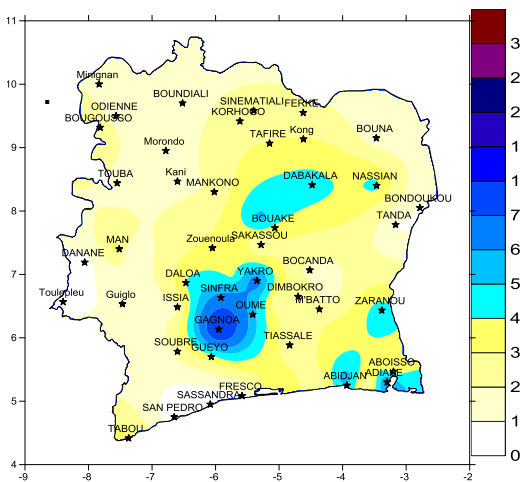 11
3
Minignan
10
2
BOUNDIALI
SINEMATIALI
ODIENNE
FERKE
KORHOGO
BOUGOUSSO
2
TAFIRE
Kong
BOUNA
9
Morondo
1
Kani
TOUBA
MANKONO
DABAKALA
NASSIAN
1
BONDOUKOU
8
BOUAKE
TANDA
7
SAKASSOU
Zouenoula
MAN
6
DANANE
BOCANDA
7
DALOA
YAKRO
5
SINFRA
DIMBOKRO
Toulepleu
Guiglo
ISSIA
OUME
M'BATTO
ZARANOU
4
GAGNOA
6
TIASSALE
3
SOUBRE
GUEYO
ABOISSO
2
ABIDJAN
ADIAKE
FRESCO
SASSANDRA
5
1
SAN PEDRO
TABOU
0
4
-9
-8
-7
-6
-5
-4
-3
-2